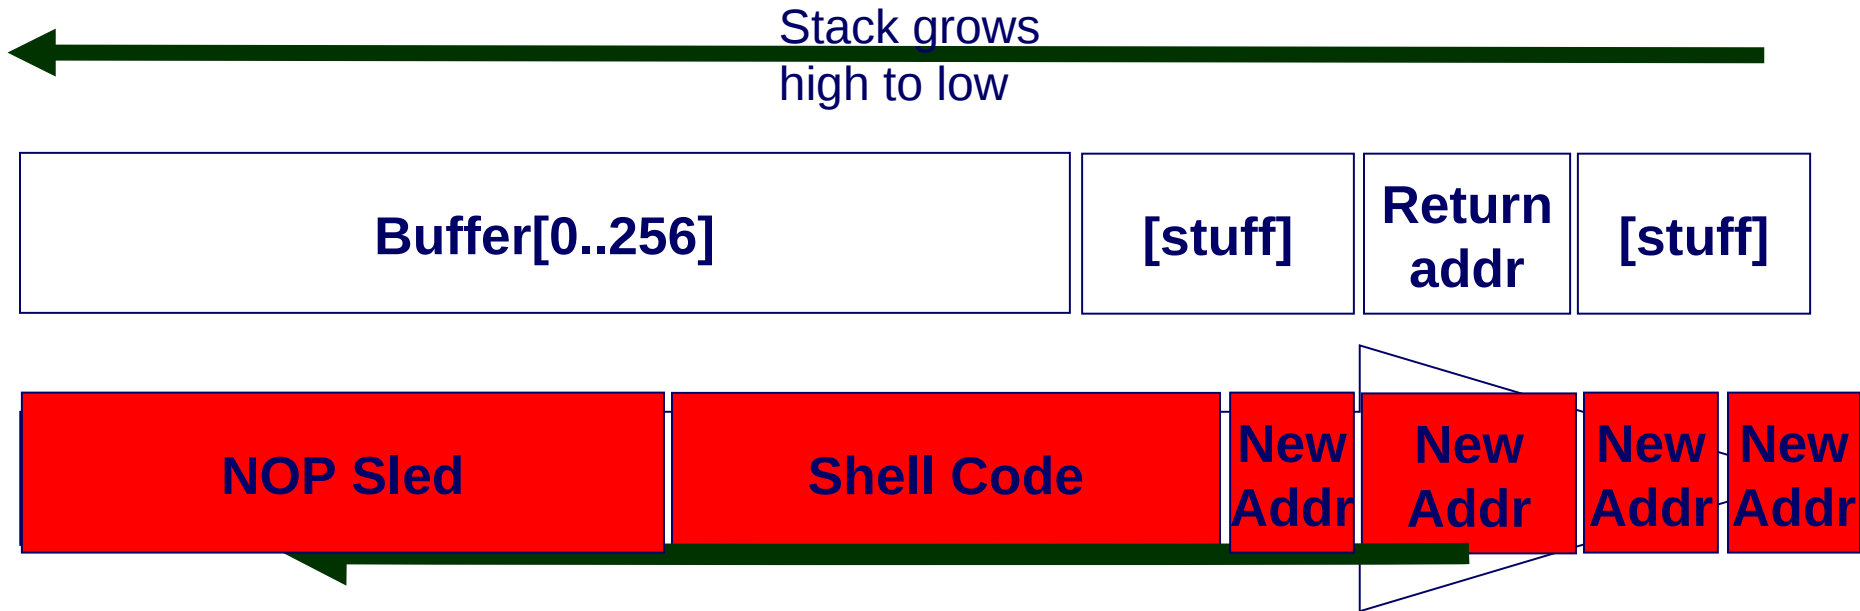 Stack grows
high to low
Buffer[0..256]
[stuff]
Return
addr
[stuff]
NOP Sled
Shell Code
New
Addr
New
Addr
New
Addr
New
Addr